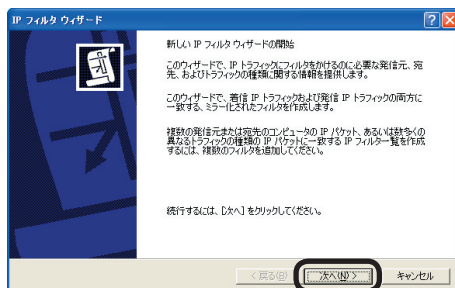 IP フィルタ ウィザード
新しい IP フィルタ ウィザードの開始
このウィザードで、IP トラフィックにフィルタをかけるのに必要な発信元、宛
先、およびトラフィックの種類に関する情報を提供します。
このウィザードで、着信 IP トラフィックおよび発信 IP トラフィックの両方に
一致する、ミラー化されたフィルタを作成します。
複数の発信元または宛先のコンピュータの IP パケット、あるいは数多くの
異なるトラフィックの種類の IP パケットに一致する IP フィルタ一覧を作成
するには、複数のフィルタを追加してください。
続行するには、[次へ] をクリックしてください。
< 戻る(B)
次へ(N) >
キャンセル